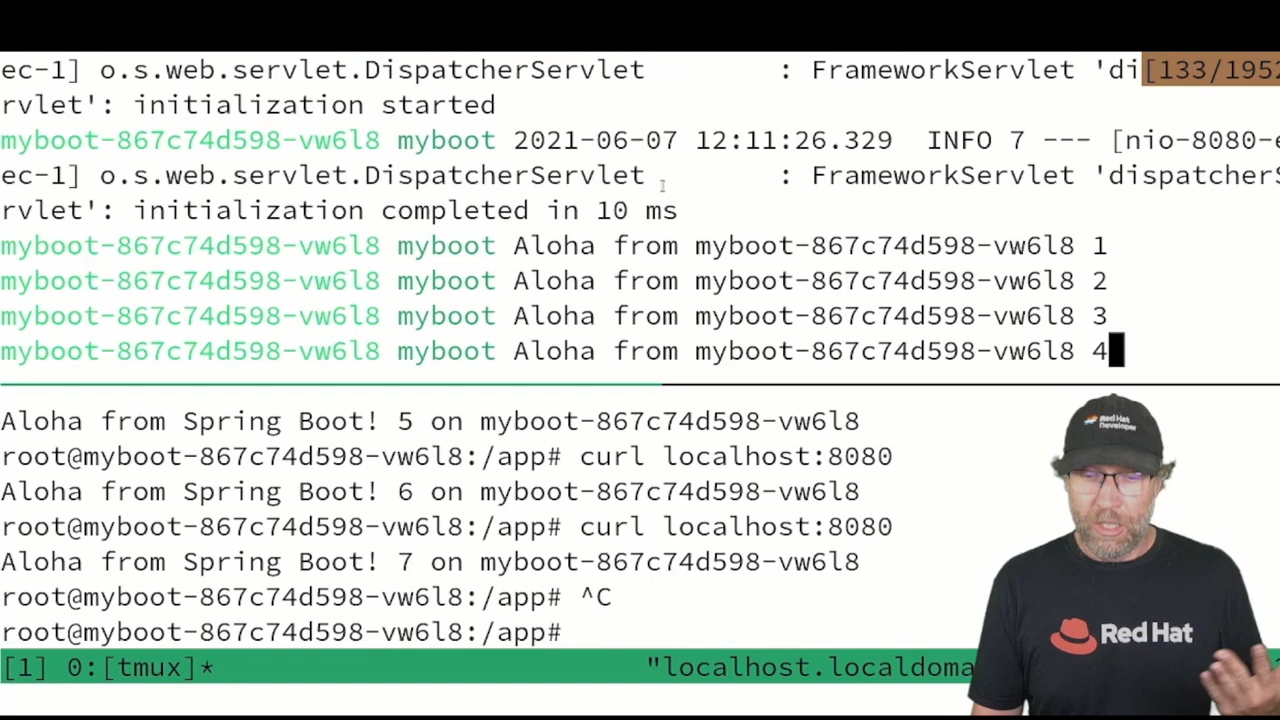 ec-1] o.s.web.servlet.DispatcherServlet : FrameworkServlet 'di[133/1952
rvlet': initialization started
myboot-867c74d598-vw6l8 myboot 2021-06-07 12:11:26.329 INFO 7 --- [nio-8080-e
ec-1] o.s.web.servlet.DispatcherServlet : FrameworkServlet 'dispatcherS
rvlet': initialization completed in 10 ms
myboot-867c74d598-vw6l8 myboot Aloha from myboot-867c74d598-vw6l8 1
myboot-867c74d598-vw6l8 myboot Aloha from myboot-867c74d598-vw6l8 2
myboot-867c74d598-vw6l8 myboot Aloha from myboot-867c74d598-vw6l8 3
myboot-867c74d598-vw6l8 myboot Aloha from myboot-867c74d598-vw6l8 4
Aloha from Spring Boot! 5 on myboot-867c74d598-vw6l8
root@myboot-867c74d598-vw6l8:/app# curl localhost:8080
Aloha from Spring Boot! 6 on myboot-867c74d598-vw6l8
root@myboot-867c74d598-vw6l8:/app# curl localhost:8080
Aloha from Spring Boot! 7 on myboot-867c74d598-vw6l8
root@myboot-867c74d598-vw6l8:/app# ^C
root@myboot-867c74d598-vw6l8:/app#
[1] 0:[tmux]* "localhost.localdoma
Red Hat
Developer
Red Hat